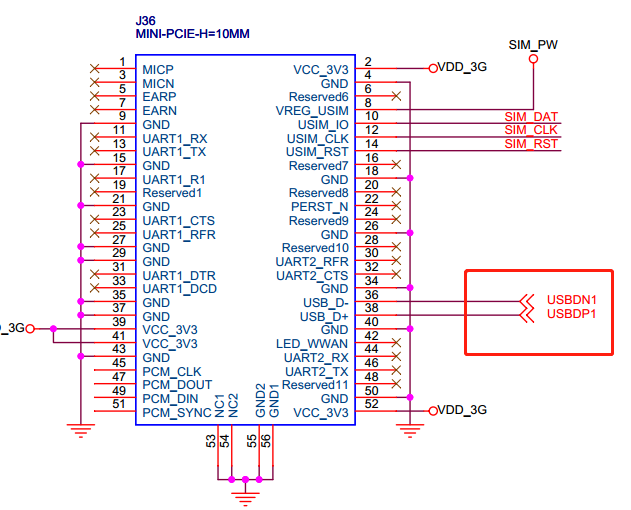 J36
MINI-PCIE-H=10MM
SIM_PW
1 MICP VCC_3V3 2 VDD_3G
3 MICN GND 4
5 EARP Reserved6 6
7 EARN VREG_USIM 8
9 GND USIM_IO 10 SIM_DAT
11 UART1_RX USIM_CLK 12 SIM_CLK
13 UART1_TX USIM_RST 14 SIM_RST
15 GND Reserved7 16
17 UART1_R1 GND 18
19 Reserved1 Reserved8 20
21 GND PERST_N 22
23 UART1_CTS Reserved9 24
25 UART1_RFR GND 26
27 GND Reserved10 28
29 GND UART2_RFR 30
31 UART1_DTR UART2_CTS 32
33 UART1_DCD GND 34
35 GND USB_D- 36 USBDN1
37 GND USB_D+ 38 USBDP1
_3G 39 VCC_3V3 GND 40
41 VCC_3V3 LED_WWAN 42
43 GND UART2_RX 44
45 PCM_CLK UART2_TX 46
47 PCM_DOUT Reserved11 48
49 PCM_DIN GND 50
51 PCM_SYNC VCC_3V3 52 VDD_3G
NC1 NC2 GND2 GND1
53 54 55 56